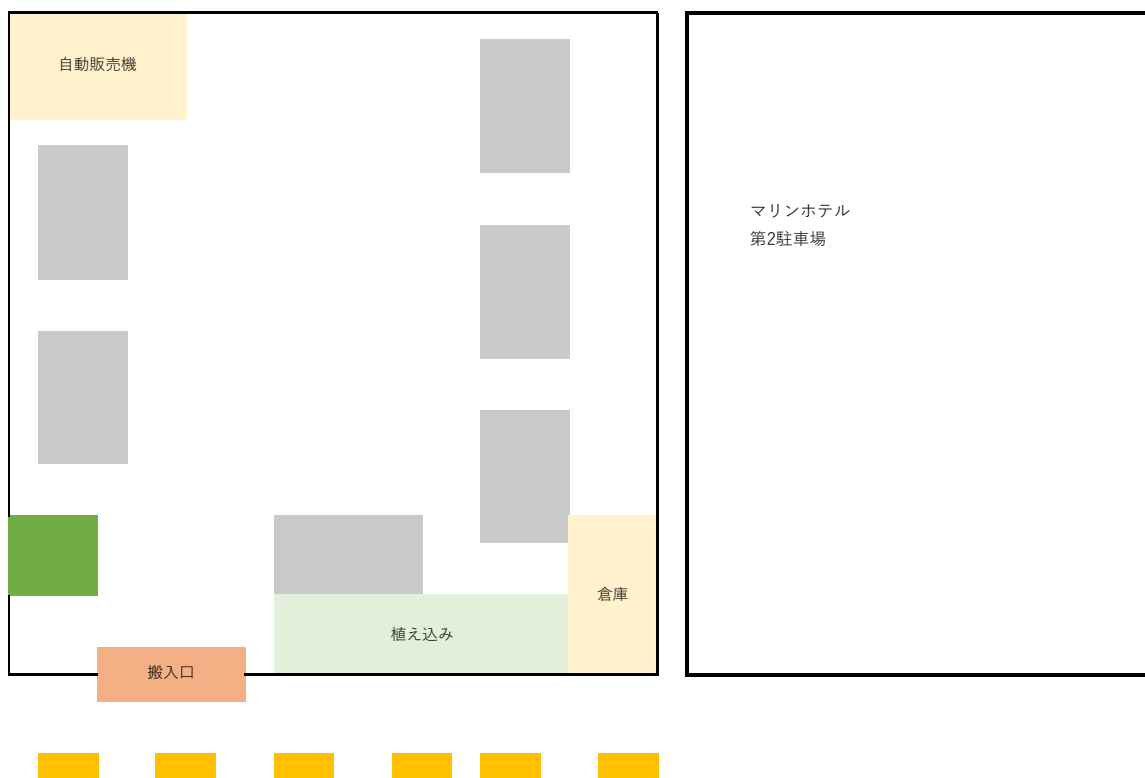 自動販売機
マリンホテル
第2駐車場
倉庫
植え込み
搬入口